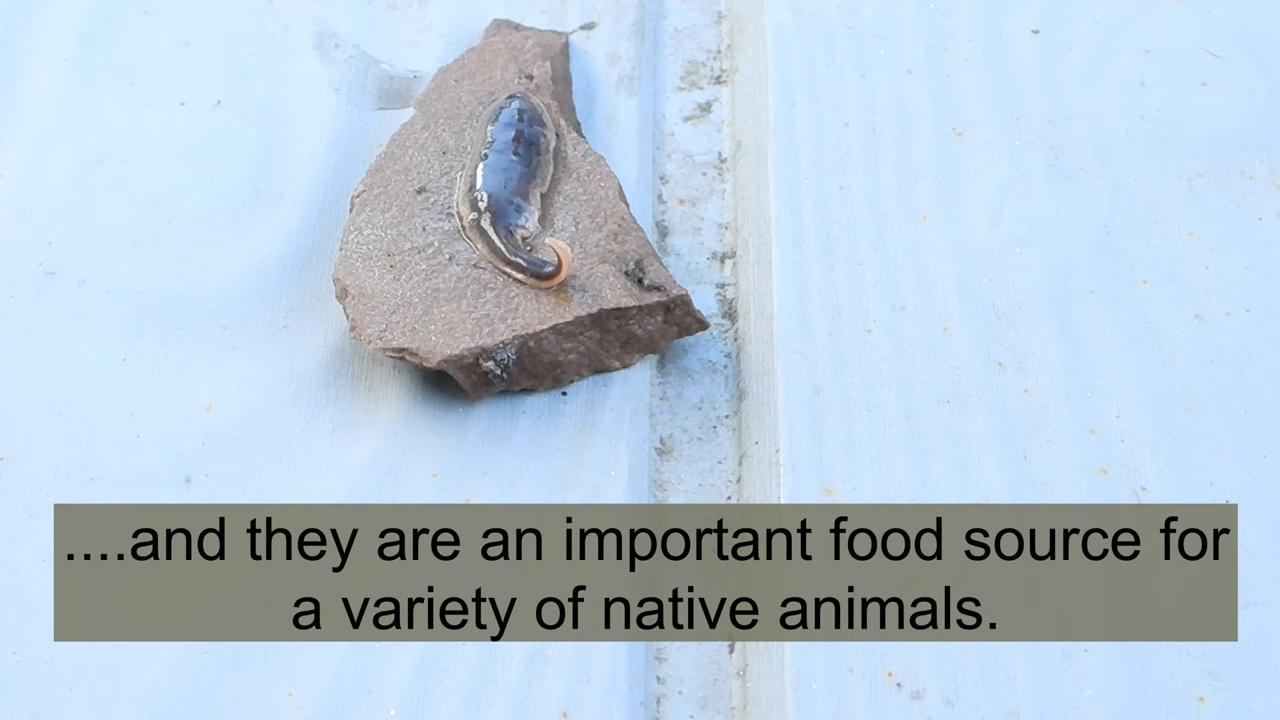 ....and they are an important food source for
a variety of native animals.